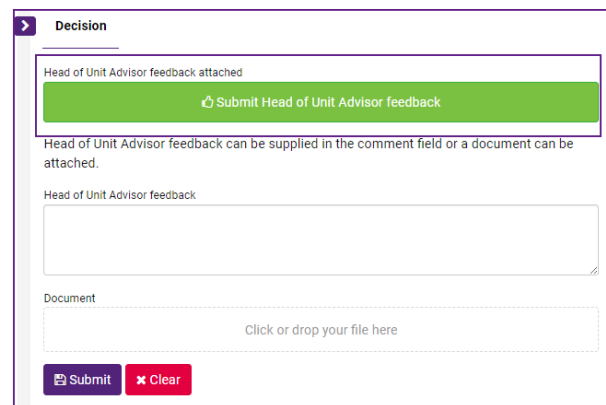 Decision
Head of Unit Advisor feedback attached
Submit Head of Unit Advisor feedback
Head of Unit Advisor feedback can be supplied in the comment field or a document can be
attached.
Head of Unit Advisor feedback
Document
Click or drop your file here
Submit Clear